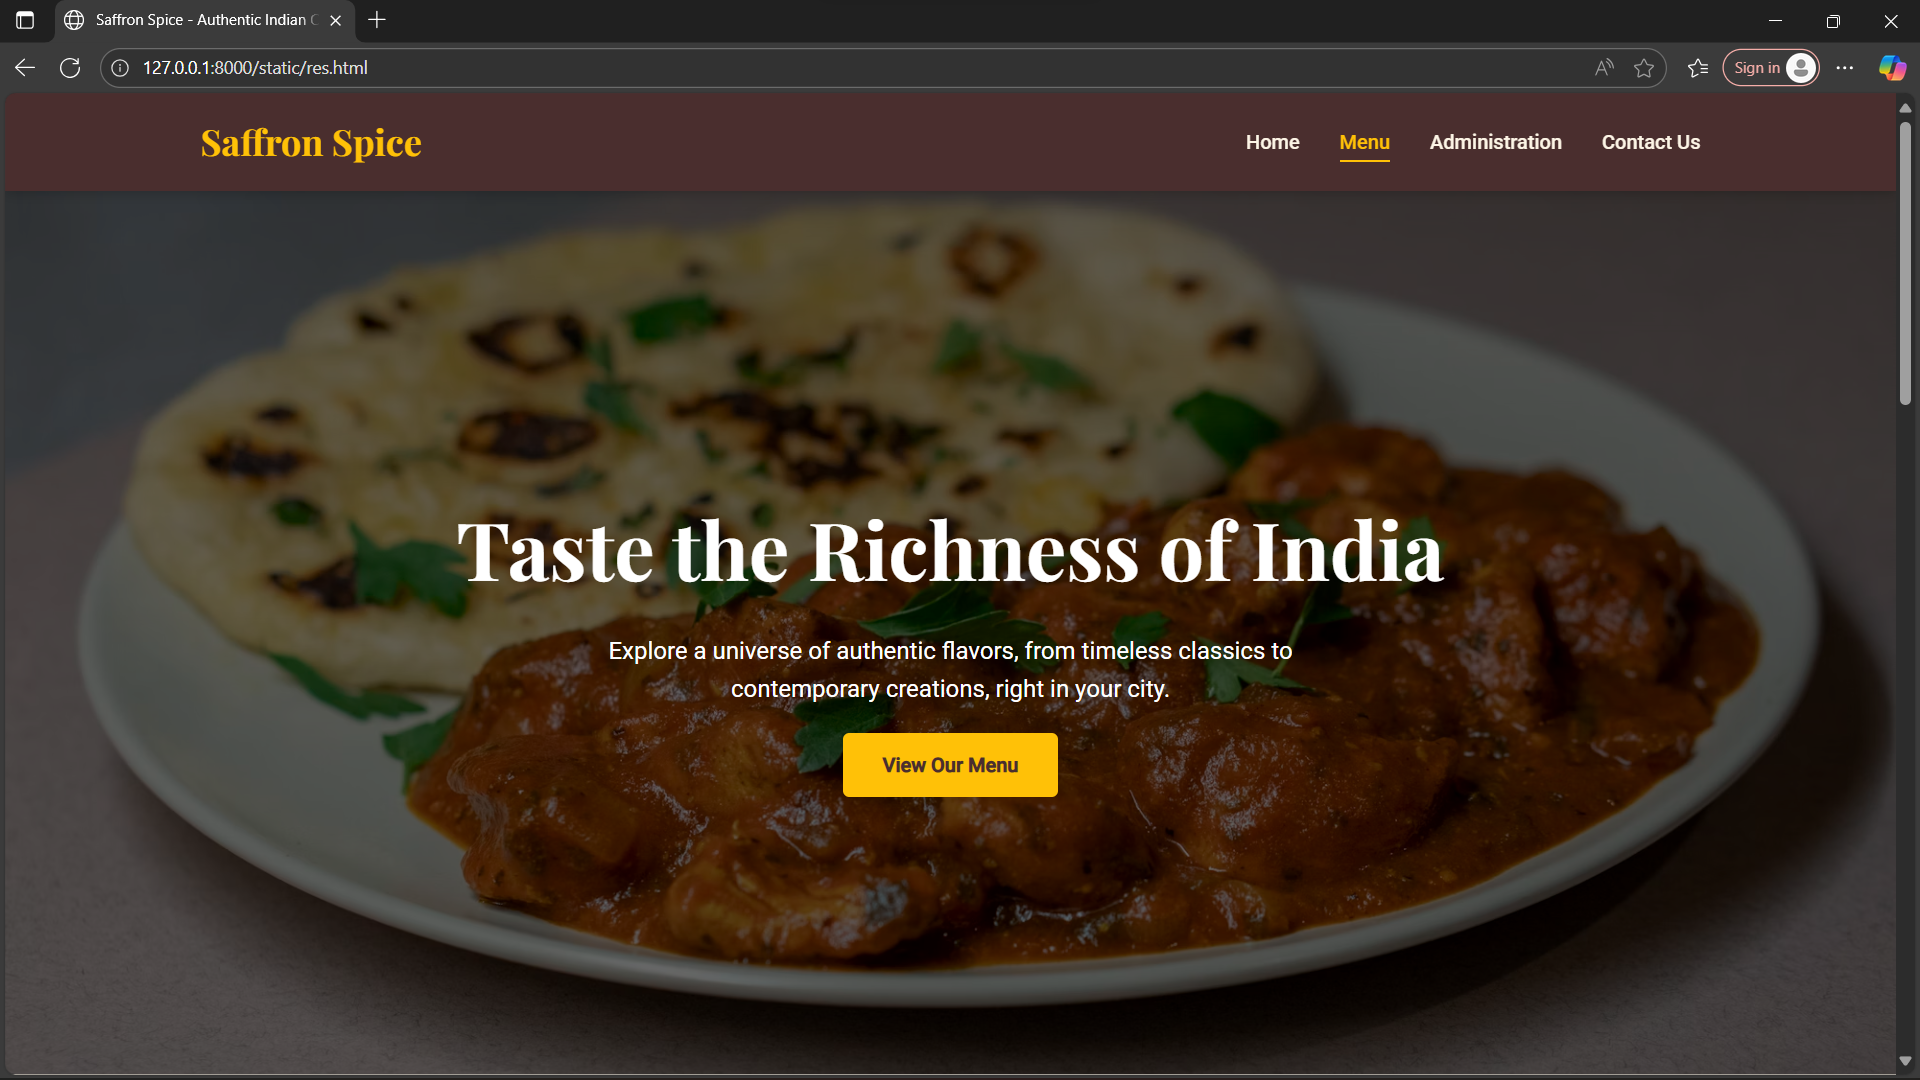 Saffron Spice - Authentic Indian
127.0.0.1:8000/static/res.html
Sign in
Saffron Spice
Home
Menu
Administration
Contact Us
Taste the Richness of India
Explore a universe of authentic flavors, from timeless classics to
contemporary creations, right in your city.
View Our Menu